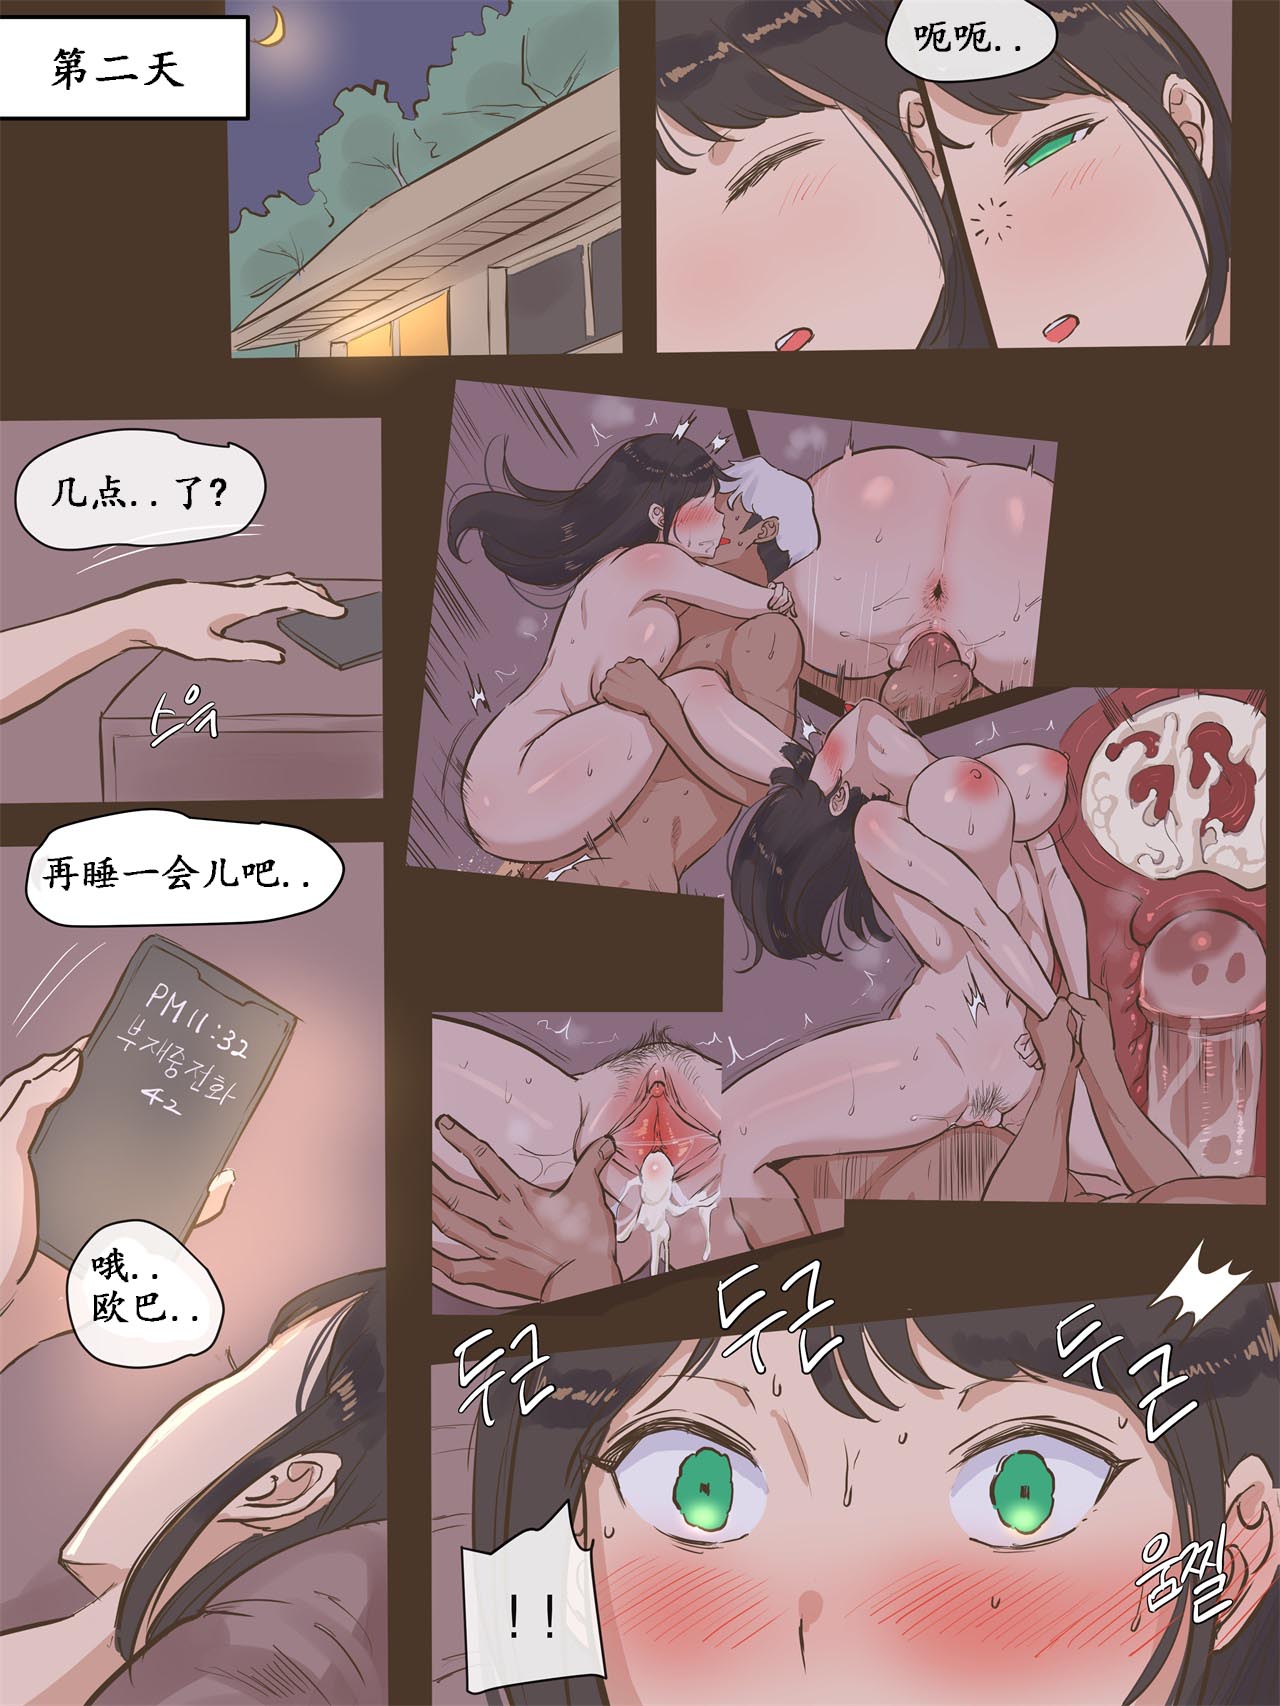 第二天
呃呃..
几点..了?
스윽
再睡一会儿吧..
PM11:32
부재중전화
42
哦..
欧巴..
두근
두근
두근
!!
움찔